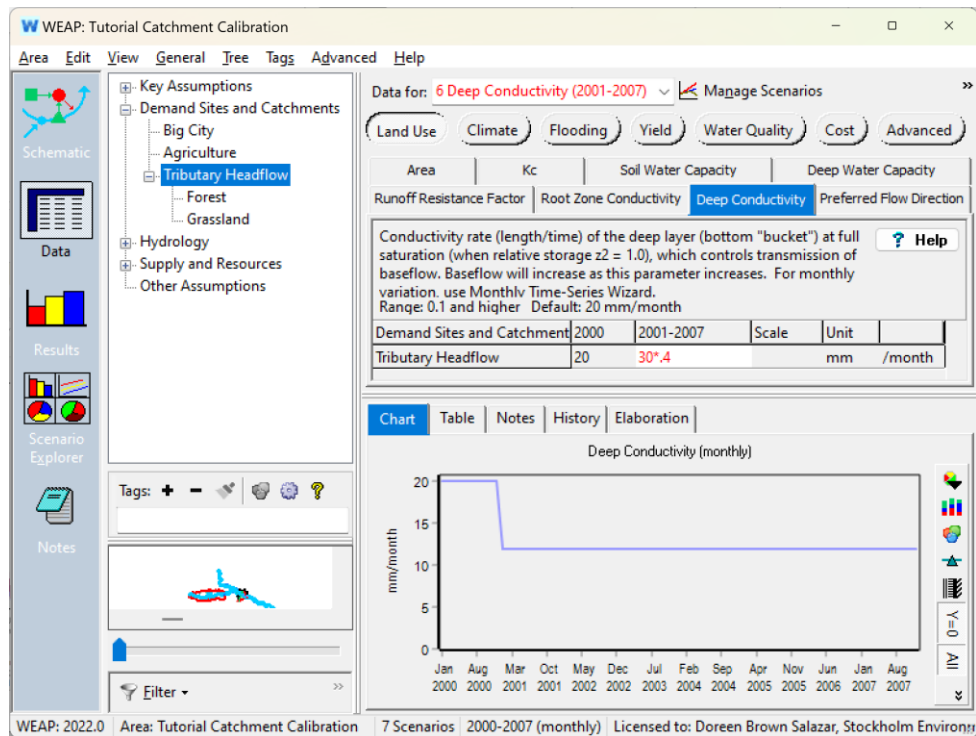 WEAP: Tutorial Catchment Calibration
Area Edit View General Tree Tags Advanced Help
Schematic
Data
Results
Scenario
Explorer
Notes
Key Assumptions
Demand Sites and Catchments
Big City
Agriculture
Tributary Headflow
Forest
Grassland
Hydrology
Supply and Resources
Other Assumptions
Tags:
Filter
Data for: 6 Deep Conductivity (2001-2007) Manage Scenarios
Land Use Climate Flooding Yield Water Quality Cost Advanced
Area Kc Soil Water Capacity Deep Water Capacity
Runoff Resistance Factor Root Zone Conductivity Deep Conductivity Preferred Flow Direction
Conductivity rate (length/time) of the deep layer (bottom "bucket") at full
saturation (when relative storage z2 = 1.0), which controls transmission of
baseflow. Baseflow will increase as this parameter increases. For monthly
variation, use Monthly Time-Series Wizard.
Range: 0.1 and higher Default: 20 mm/month
? Help
Demand Sites and Catchment 2000 2001-2007 Scale Unit
Tributary Headflow 20 30*.4 mm /month
Chart Table Notes History Elaboration
Deep Conductivity (monthly)
mm/month
20
15
10
5
0
Jan Aug Mar Oct May Dec Jul Feb Sep Apr Nov Jun Jan Aug
2000 2000 2001 2001 2002 2002 2003 2004 2004 2005 2005 2006 2007 2007
Y=0
All
WEAP: 2022.0 Area: Tutorial Catchment Calibration 7 Scenarios 2000-2007 (monthly) Licensed to: Doreen Brown Salazar, Stockholm Environm